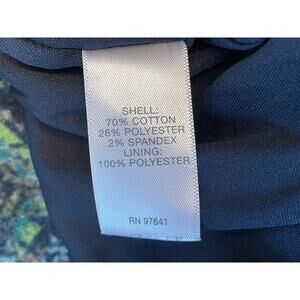 SHELL:
70% COTTON
28% POLYESTER
2% SPANDEX
LINING:
100% POLYESTER
RN 97641